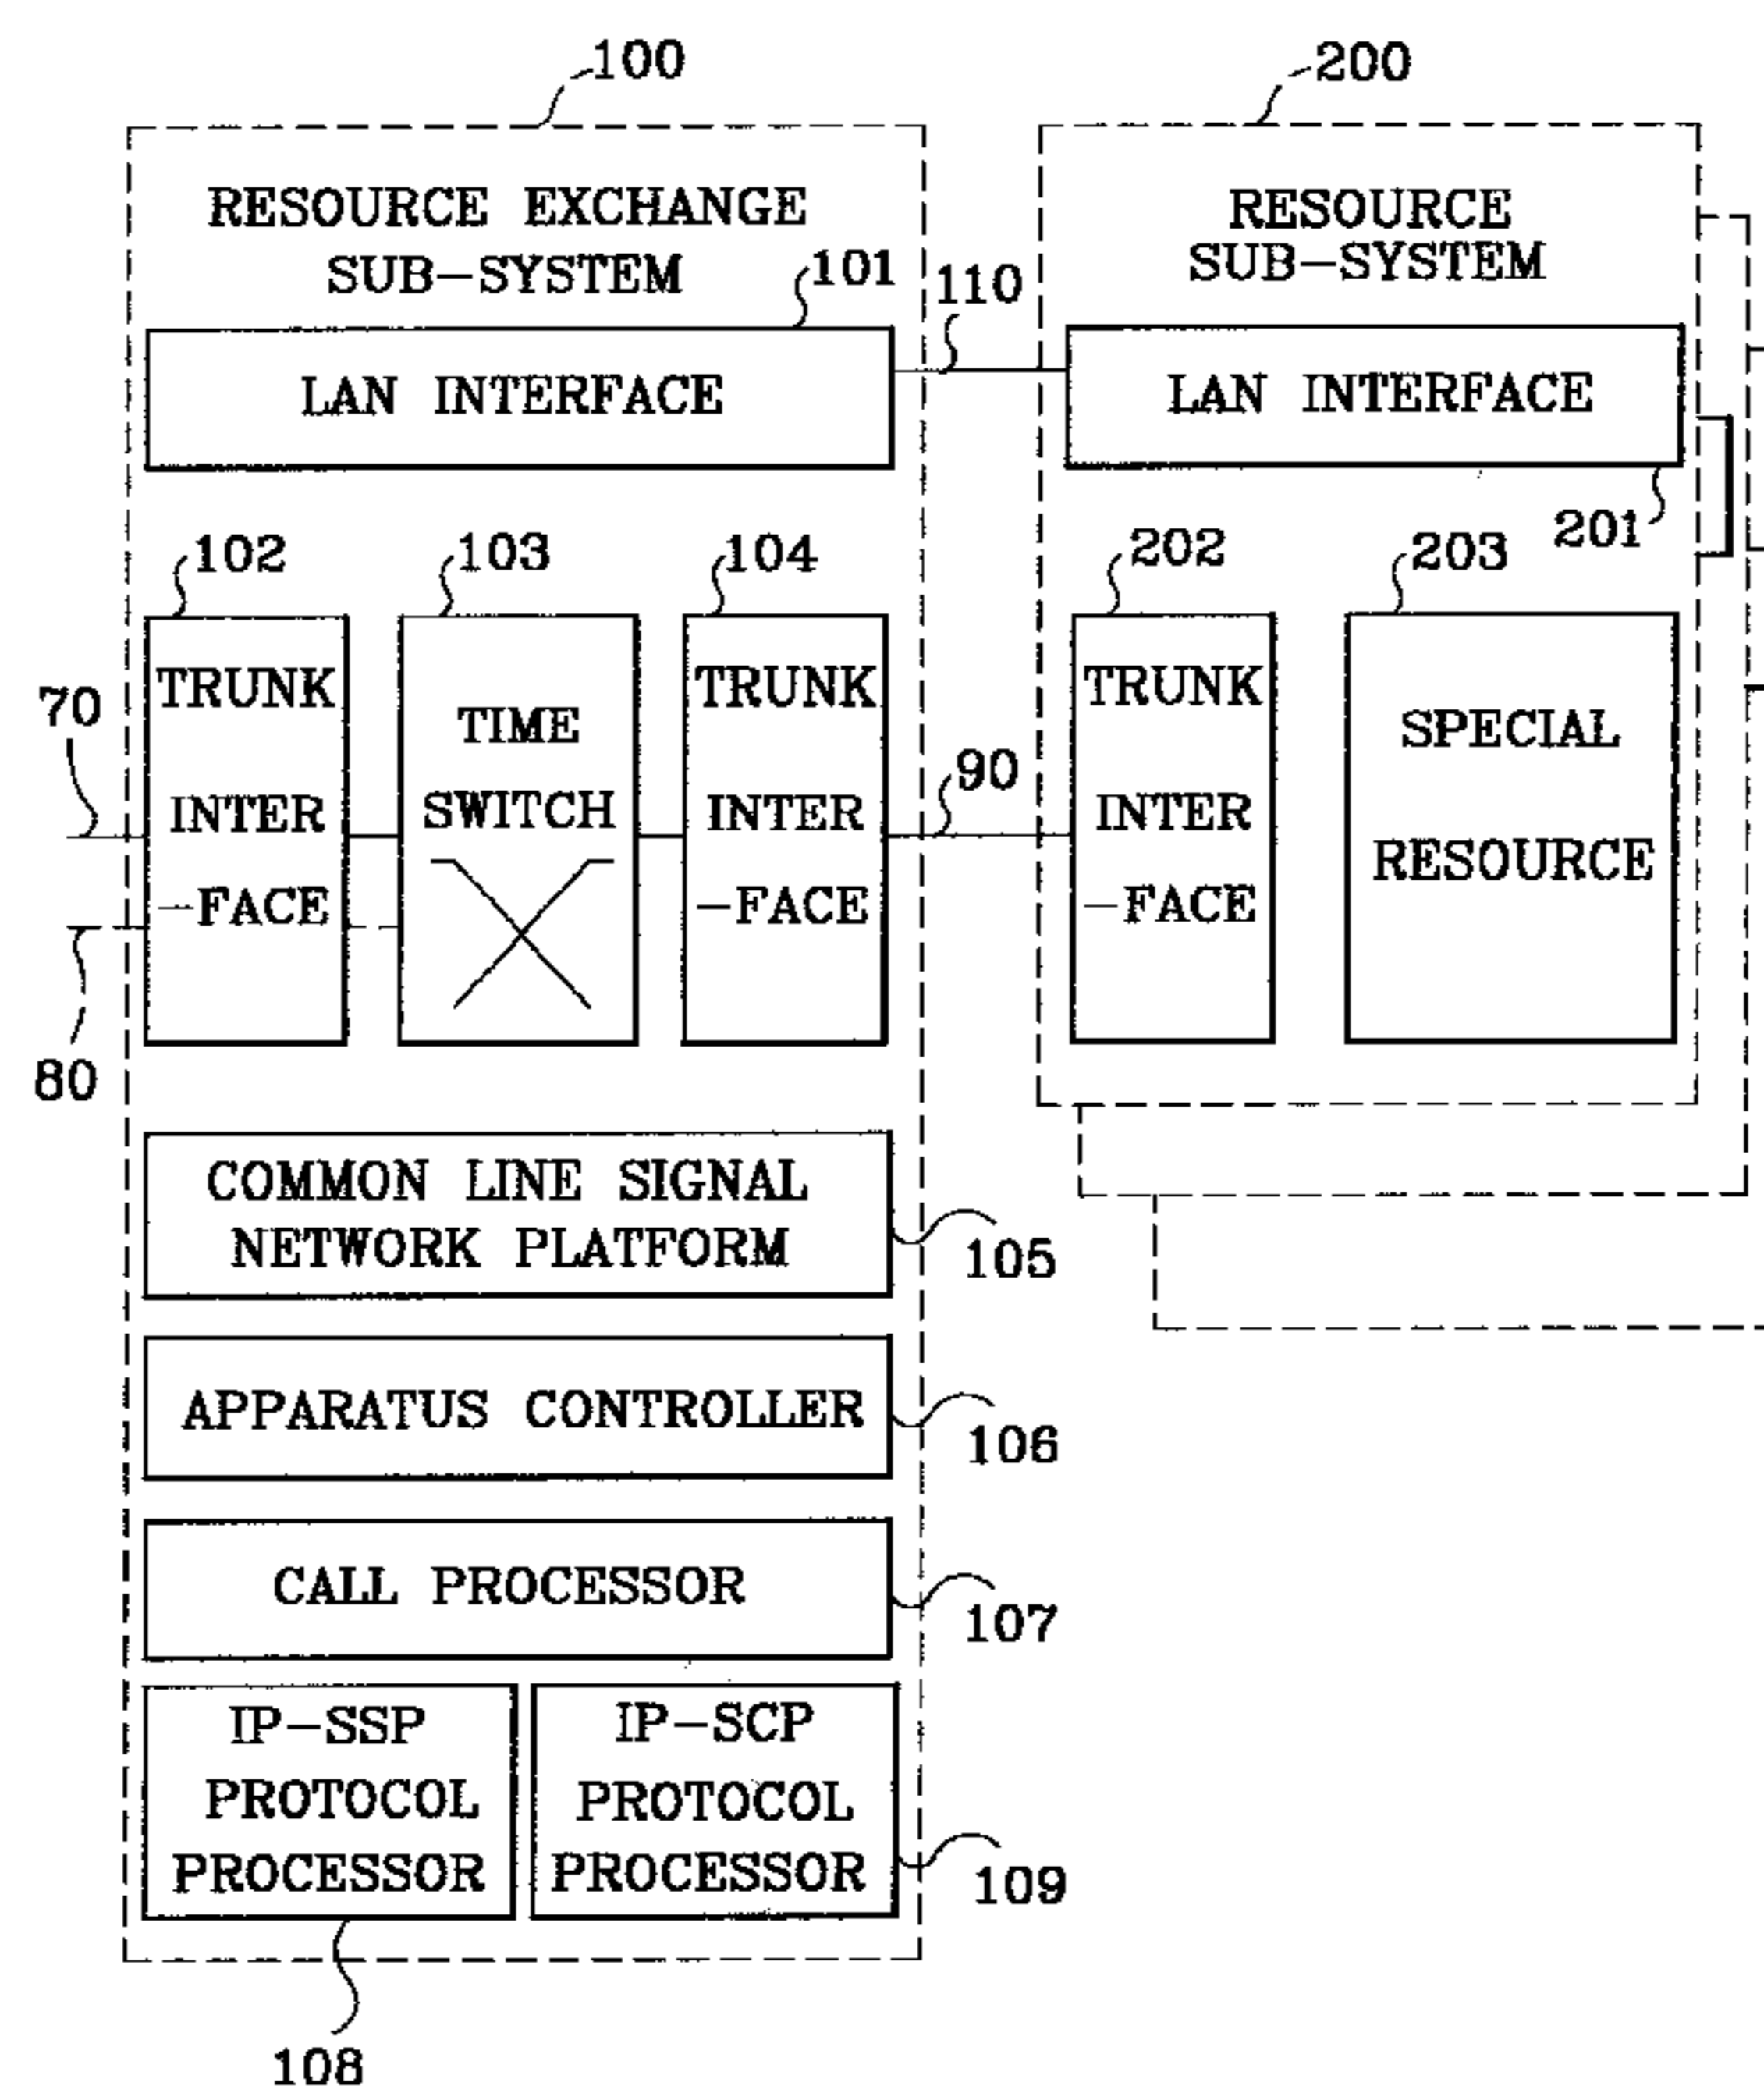 100
200
RESOURCE EXCHANGE
SUB-SYSTEM
RESOURCE
SUB-SYSTEM
101
110
LAN INTERFACE
LAN INTERFACE
201
102
103
104
202
203
70
TRUNK
INTER
-FACE
TIME
SWITCH
TRUNK
INTER
-FACE
90
TRUNK
INTER
-FACE
SPECIAL
RESOURCE
80
COMMON LINE SIGNAL
NETWORK PLATFORM
105
APPARATUS CONTROLLER
106
CALL PROCESSOR
107
IP-SSP
PROTOCOL
PROCESSOR
IP-SCP
PROTOCOL
PROCESSOR
109
108